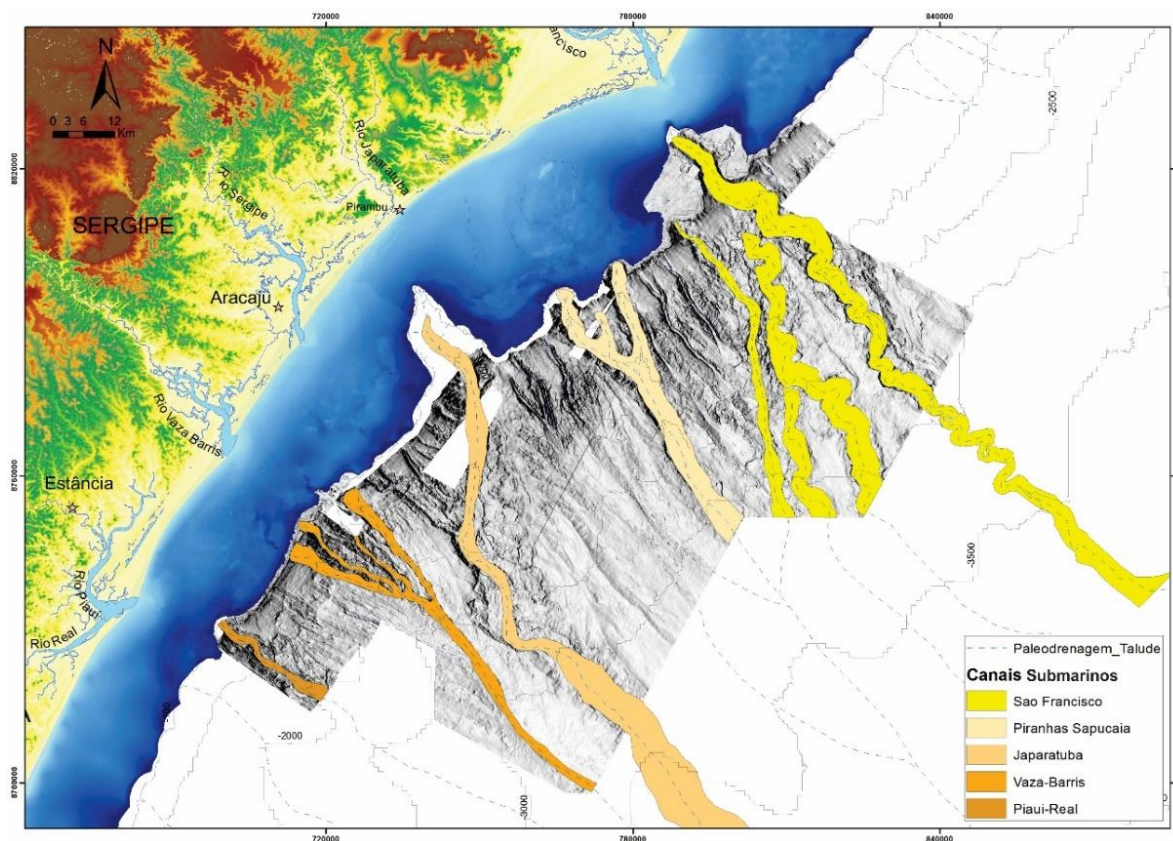 720000
780000
840000
N
0 3 6 12
Km
Francisco
-2500
8820000
Rio Japaratuba
Rio Sergipe
Pirambu
SERGIPE
Aracaju
Rio Vaza Barris
8760000
Estância
-3500
Rio Piauí
Rio Real
-2000
-3000
8700000
Paleodrenagem_Talude
Canais Submarinos
Sao Francisco
Piranhas Sapucaia
Japaratuba
Vaza-Barris
Piaui-Real
720000
780000
840000